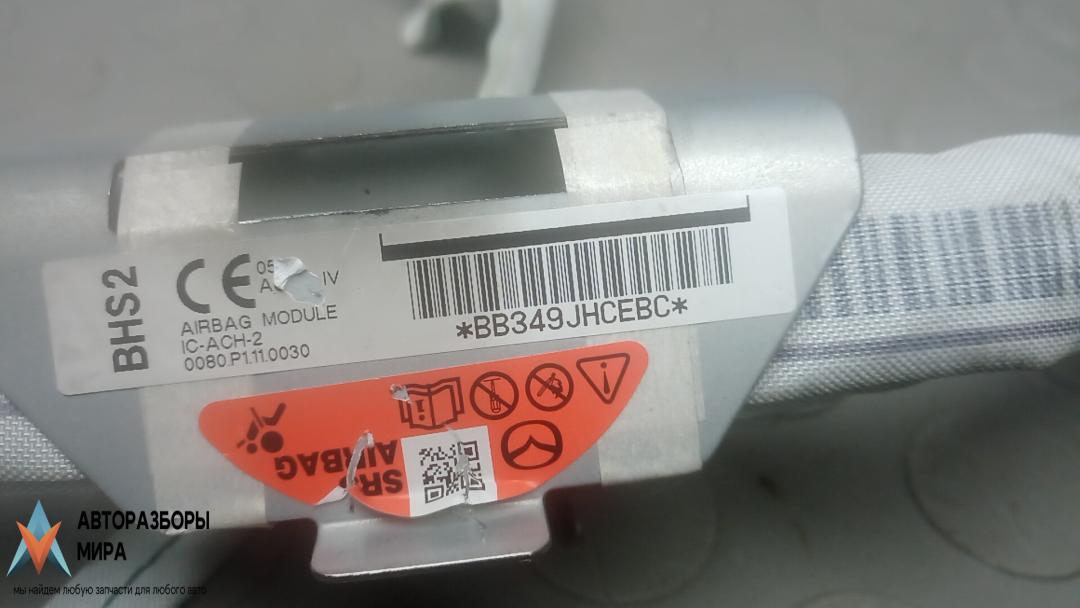 BHS2
CE
IV
AIRBAG MODULE
IC-ACH-2
0080.P1.11.0030
*BB349JHCEBC*
AIRBAG
АВТОРАЗБОРЫ
МИРА
мы найдем любую запчасти для любого авто